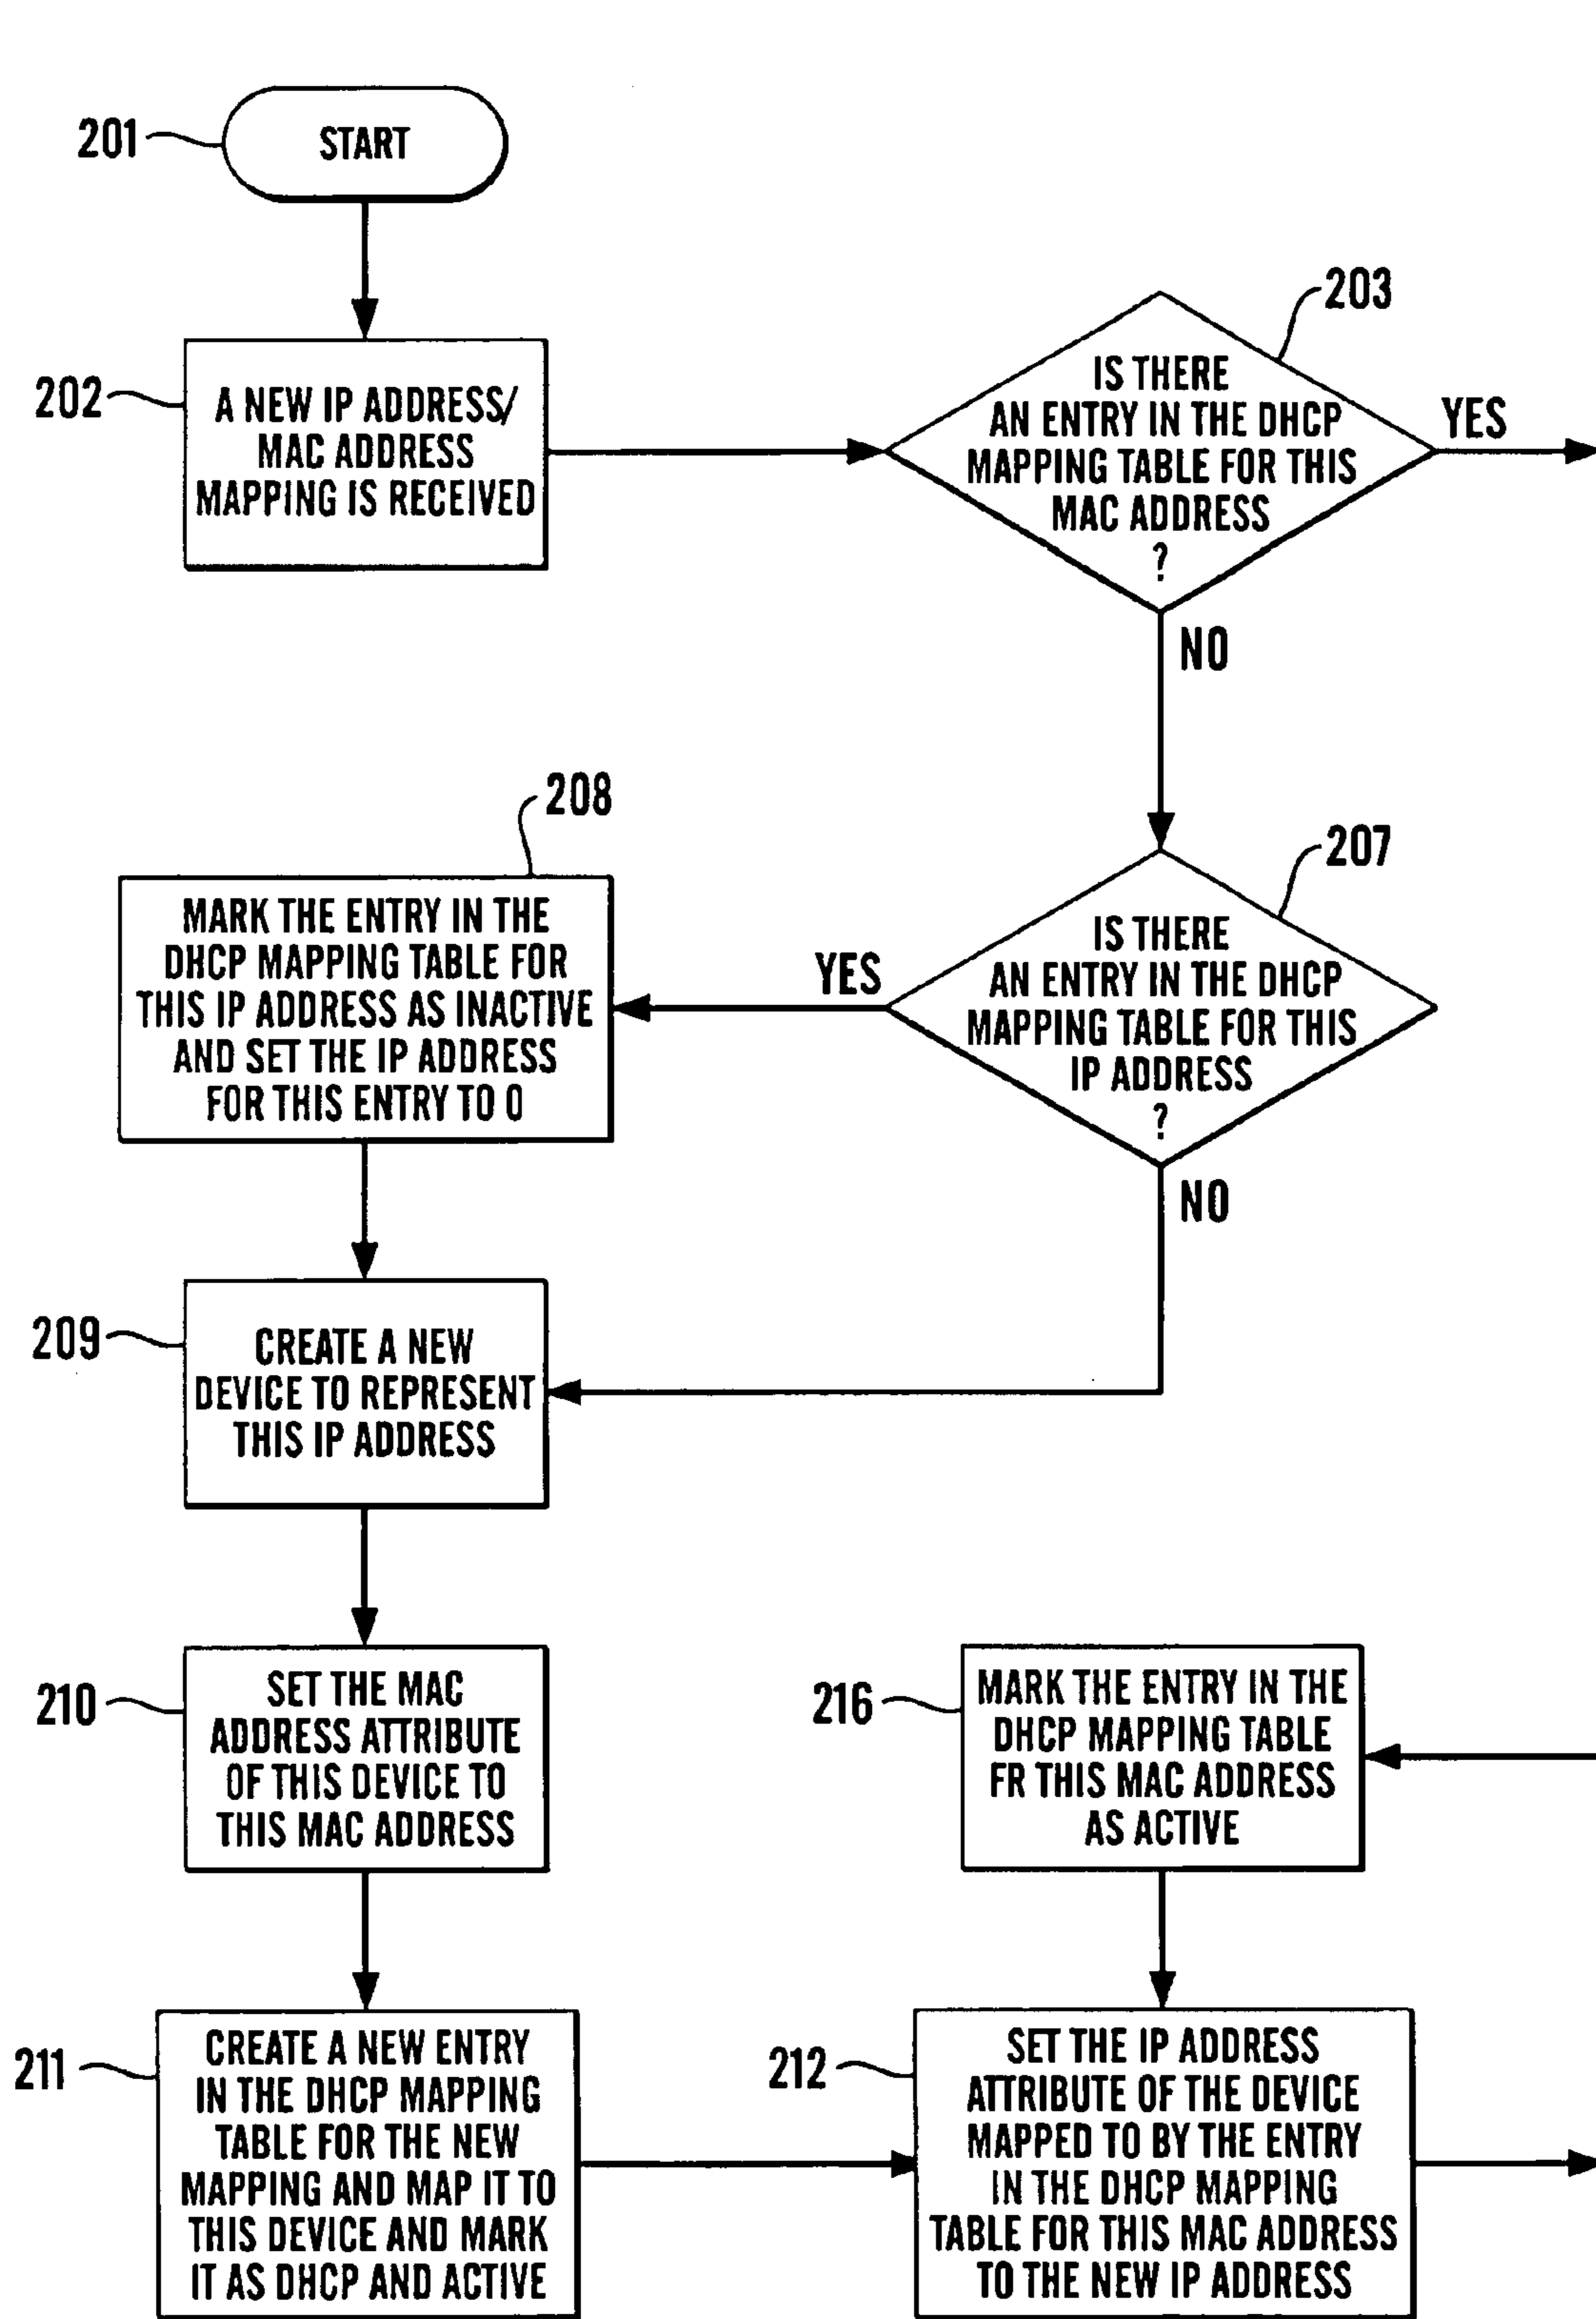 201
START
202
A NEW IP ADDRESS/
MAC ADDRESS
MAPPING IS RECEIVED
203
IS THERE
AN ENTRY IN THE DHCP
MAPPING TABLE FOR THIS
MAC ADDRESS
?
YES
NO
207
IS THERE
AN ENTRY IN THE DHCP
MAPPING TABLE FOR THIS
IP ADDRESS
?
YES
NO
208
MARK THE ENTRY IN THE
DHCP MAPPING TABLE FOR
THIS IP ADDRESS AS INACTIVE
AND SET THE IP ADDRESS
FOR THIS ENTRY TO 0
209
CREATE A NEW
DEVICE TO REPRESENT
THIS IP ADDRESS
210
SET THE MAC
ADDRESS ATTRIBUTE
OF THIS DEVICE TO
THIS MAC ADDRESS
216
MARK THE ENTRY IN THE
DHCP MAPPING TABLE
FR THIS MAC ADDRESS
AS ACTIVE
211
CREATE A NEW ENTRY
IN THE DHCP MAPPING
TABLE FOR THE NEW
MAPPING AND MAP IT TO
THIS DEVICE AND MARK
IT AS DHCP AND ACTIVE
212
SET THE IP ADDRESS
ATTRIBUTE OF THE DEVICE
MAPPED TO BY THE ENTRY
IN THE DHCP MAPPING
TABLE FOR THIS MAC ADDRESS
TO THE NEW IP ADDRESS